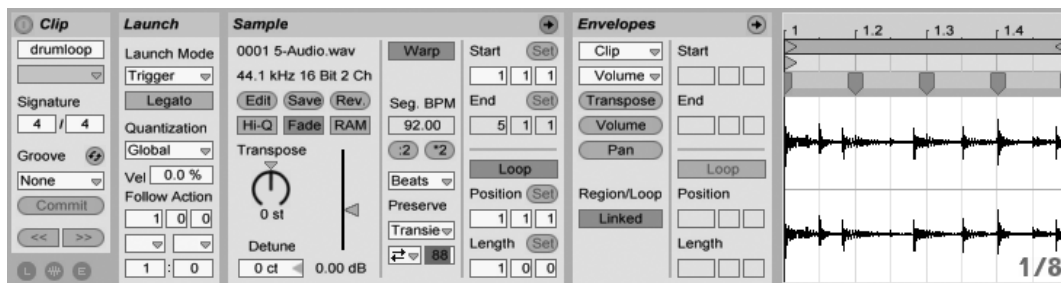 Clip
drumloop
Signature
4 / 4
Groove
None
Commit
<< >>
L E
Launch
Launch Mode
Trigger
Legato
Quantization
Global
Vel 0.0 %
Follow Action
1 0 0
1 : 0
Sample
0001 5-Audio.wav
44.1 kHz 16 Bit 2 Ch
Edit Save Rev.
Hi-Q Fade RAM
Transpose
0 st
Detune
0 ct 0.00 dB
Warp
Seg. BPM
92.00
:2 *2
Beats
Preserve
Transie
88
Start Set
1 1 1
End Set
5 1 1
Loop
Position Set
1 1 1
Length Set
1 0 0
Envelopes
Clip
Volume
Transpose
Volume
Pan
Region/Loop
Linked
Start
End
Loop
Position
Length
1 1.2 1.3 1.4
1/8